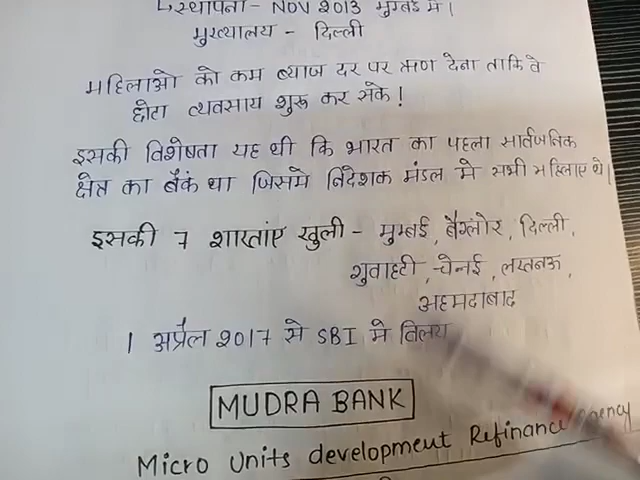 ↳स्थापना - NOV 2013 मुम्बई में।
मुख्यालय - दिल्ली
महिलाओ को कम ब्याज दर पर ऋण देना ताकि वे
छोटा व्यवसाय शुरू कर सके!
इसकी विशेषता यह थी कि भारत का पहला सार्वजनिक
क्षेत्र का बैंक था जिसमे निदेशक मंडल मे सभी महिलाए थे।
इसकी 7 शाखांए खुली - मुम्बई, बैंग्लोर, दिल्ली,
गुवाहटी, चेनई, लखनऊ,
अहमदाबाद
1 अप्रैल 2017 से SBI मे विलय
MUDRA BANK
Micro Units development Refinance Agency